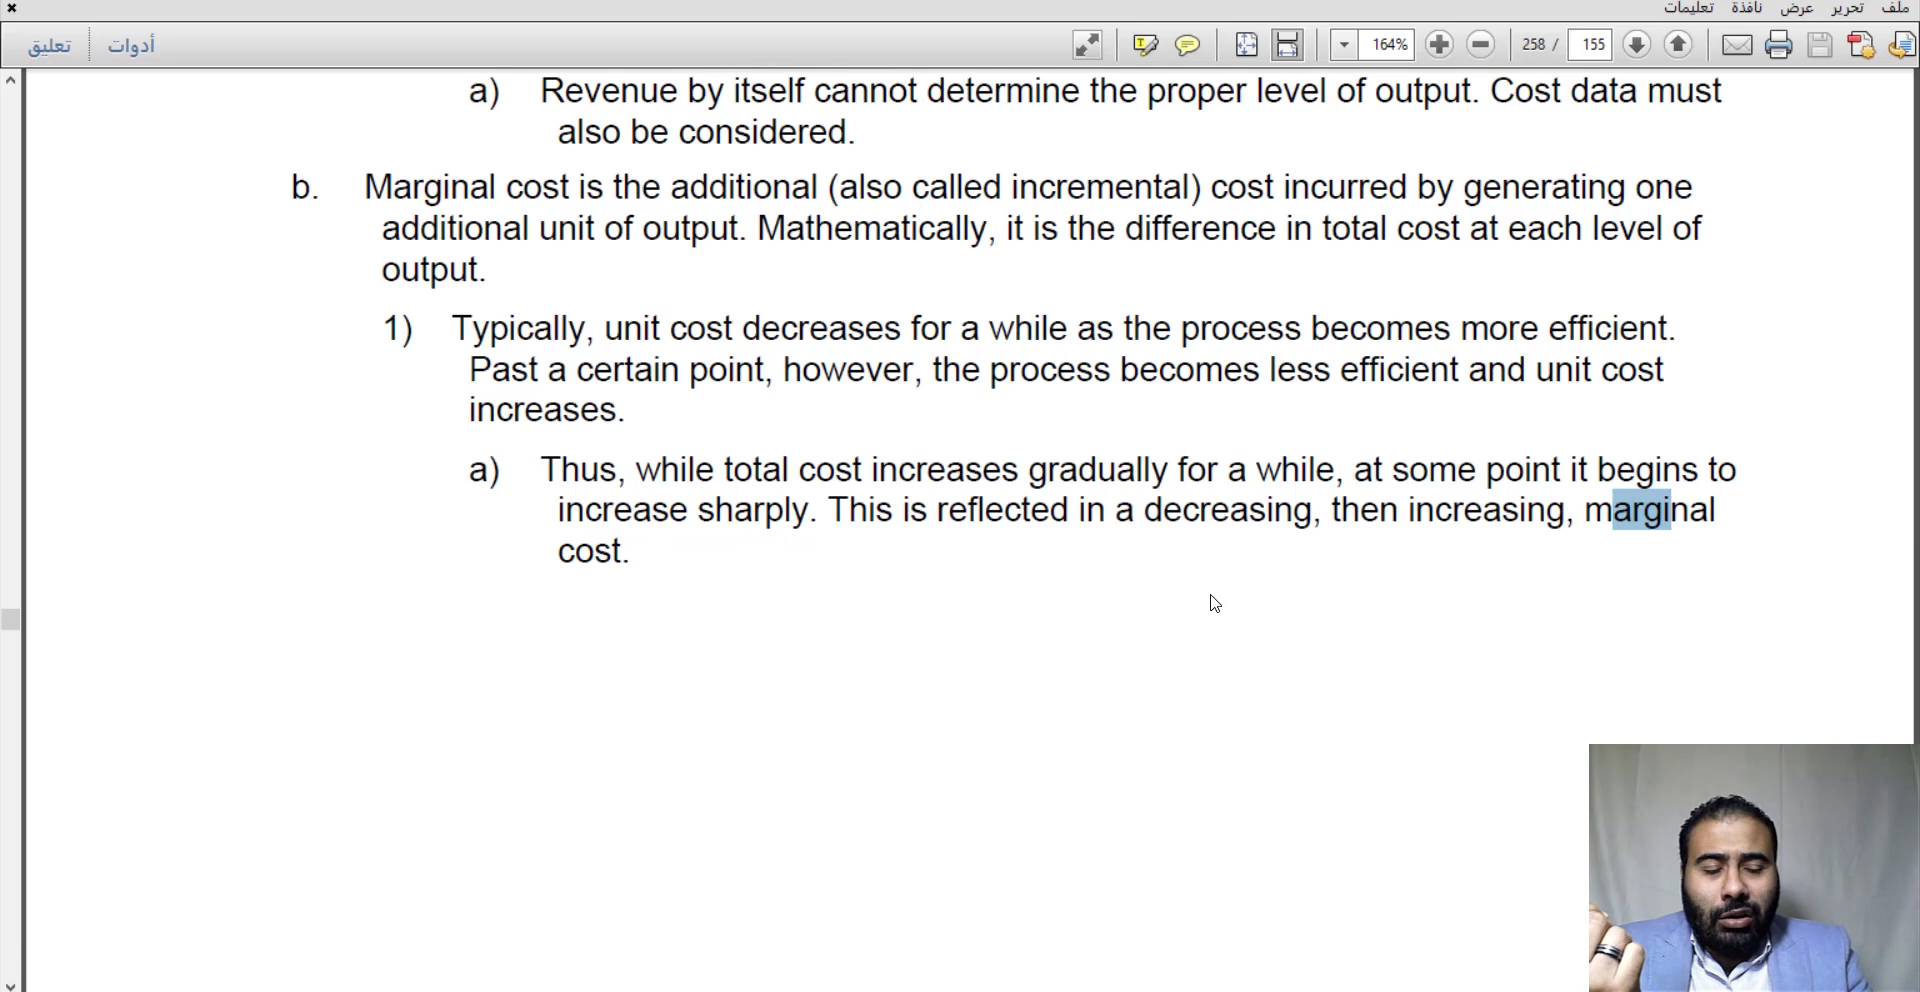 ملف تحرير عرض نافذة تعليمات
258 / 155 164% أدوات تعليق
a) Revenue by itself cannot determine the proper level of output. Cost data must
also be considered.
b. Marginal cost is the additional (also called incremental) cost incurred by generating one
additional unit of output. Mathematically, it is the difference in total cost at each level of
output.
1) Typically, unit cost decreases for a while as the process becomes more efficient.
Past a certain point, however, the process becomes less efficient and unit cost
increases.
a) Thus, while total cost increases gradually for a while, at some point it begins to
increase sharply. This is reflected in a decreasing, then increasing, marginal
cost.